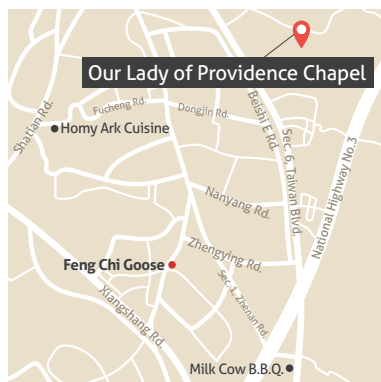 Our Lady of Providence Chapel
Shatian Rd.
Fucheng Rd.
Dongjin Rd.
Beishi E Rd.
Homy Ark Cuisine
Sec. 6, Taiwan Blvd.
National Highway No.3
Nanyang Rd.
Zhengying Rd.
Feng Chi Goose
Sec. 1, Zhenan Rd.
Xiangshang Rd.
Milk Cow B.B.Q.